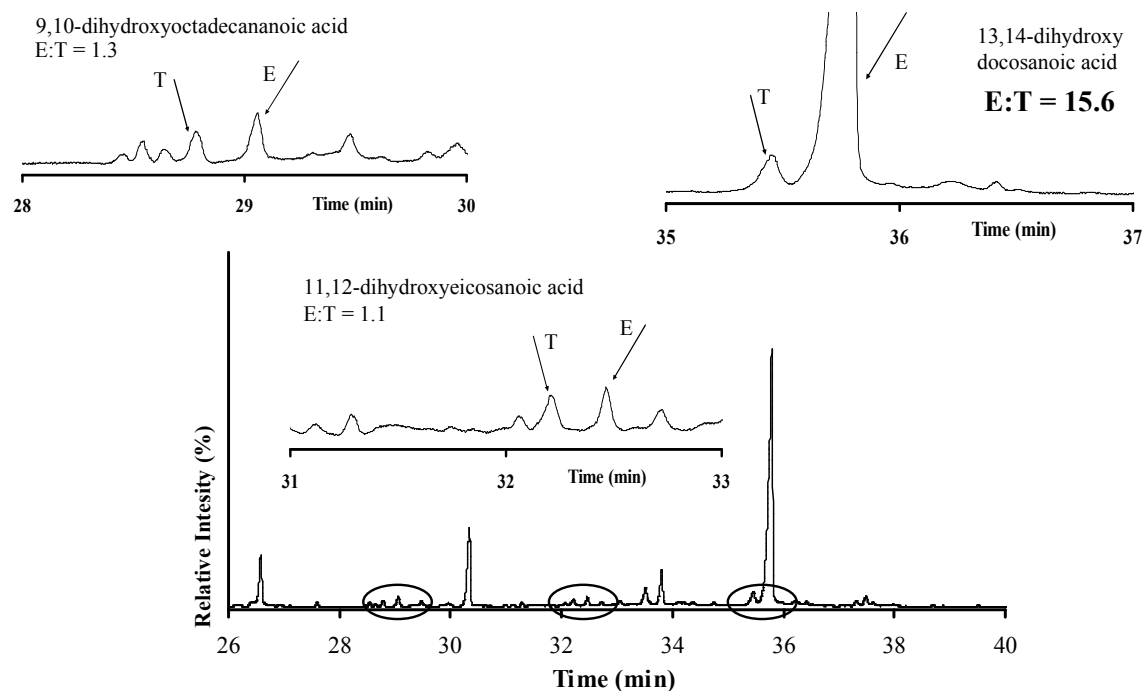 9,10-dihydroxyoctadecananoic acid
E:T = 1.3
T
E
28
29
Time (min)
30
13,14-dihydroxy
docosanoic acid
E:T = 15.6
T
E
35
36
Time (min)
37
11,12-dihydroxyeicosanoic acid
E:T = 1.1
T
E
31
32
Time (min)
33
Relative Intesity (%)
26
28
30
32
34
36
38
40
Time (min)